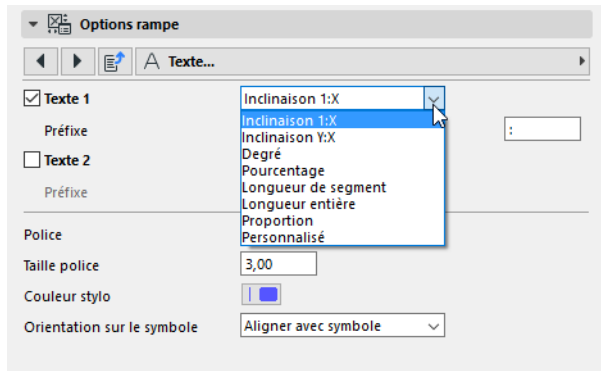 Options rampe
Texte...
Texte 1
Inclinaison 1:X
Inclinaison 1:X
Inclinaison Y:X
Degré
Pourcentage
Longueur de segment
Longueur entière
Proportion
Personnalisé
Préfixe
:
Texte 2
Préfixe
Police
Taille police
3,00
Couleur stylo
Orientation sur le symbole
Aligner avec symbole